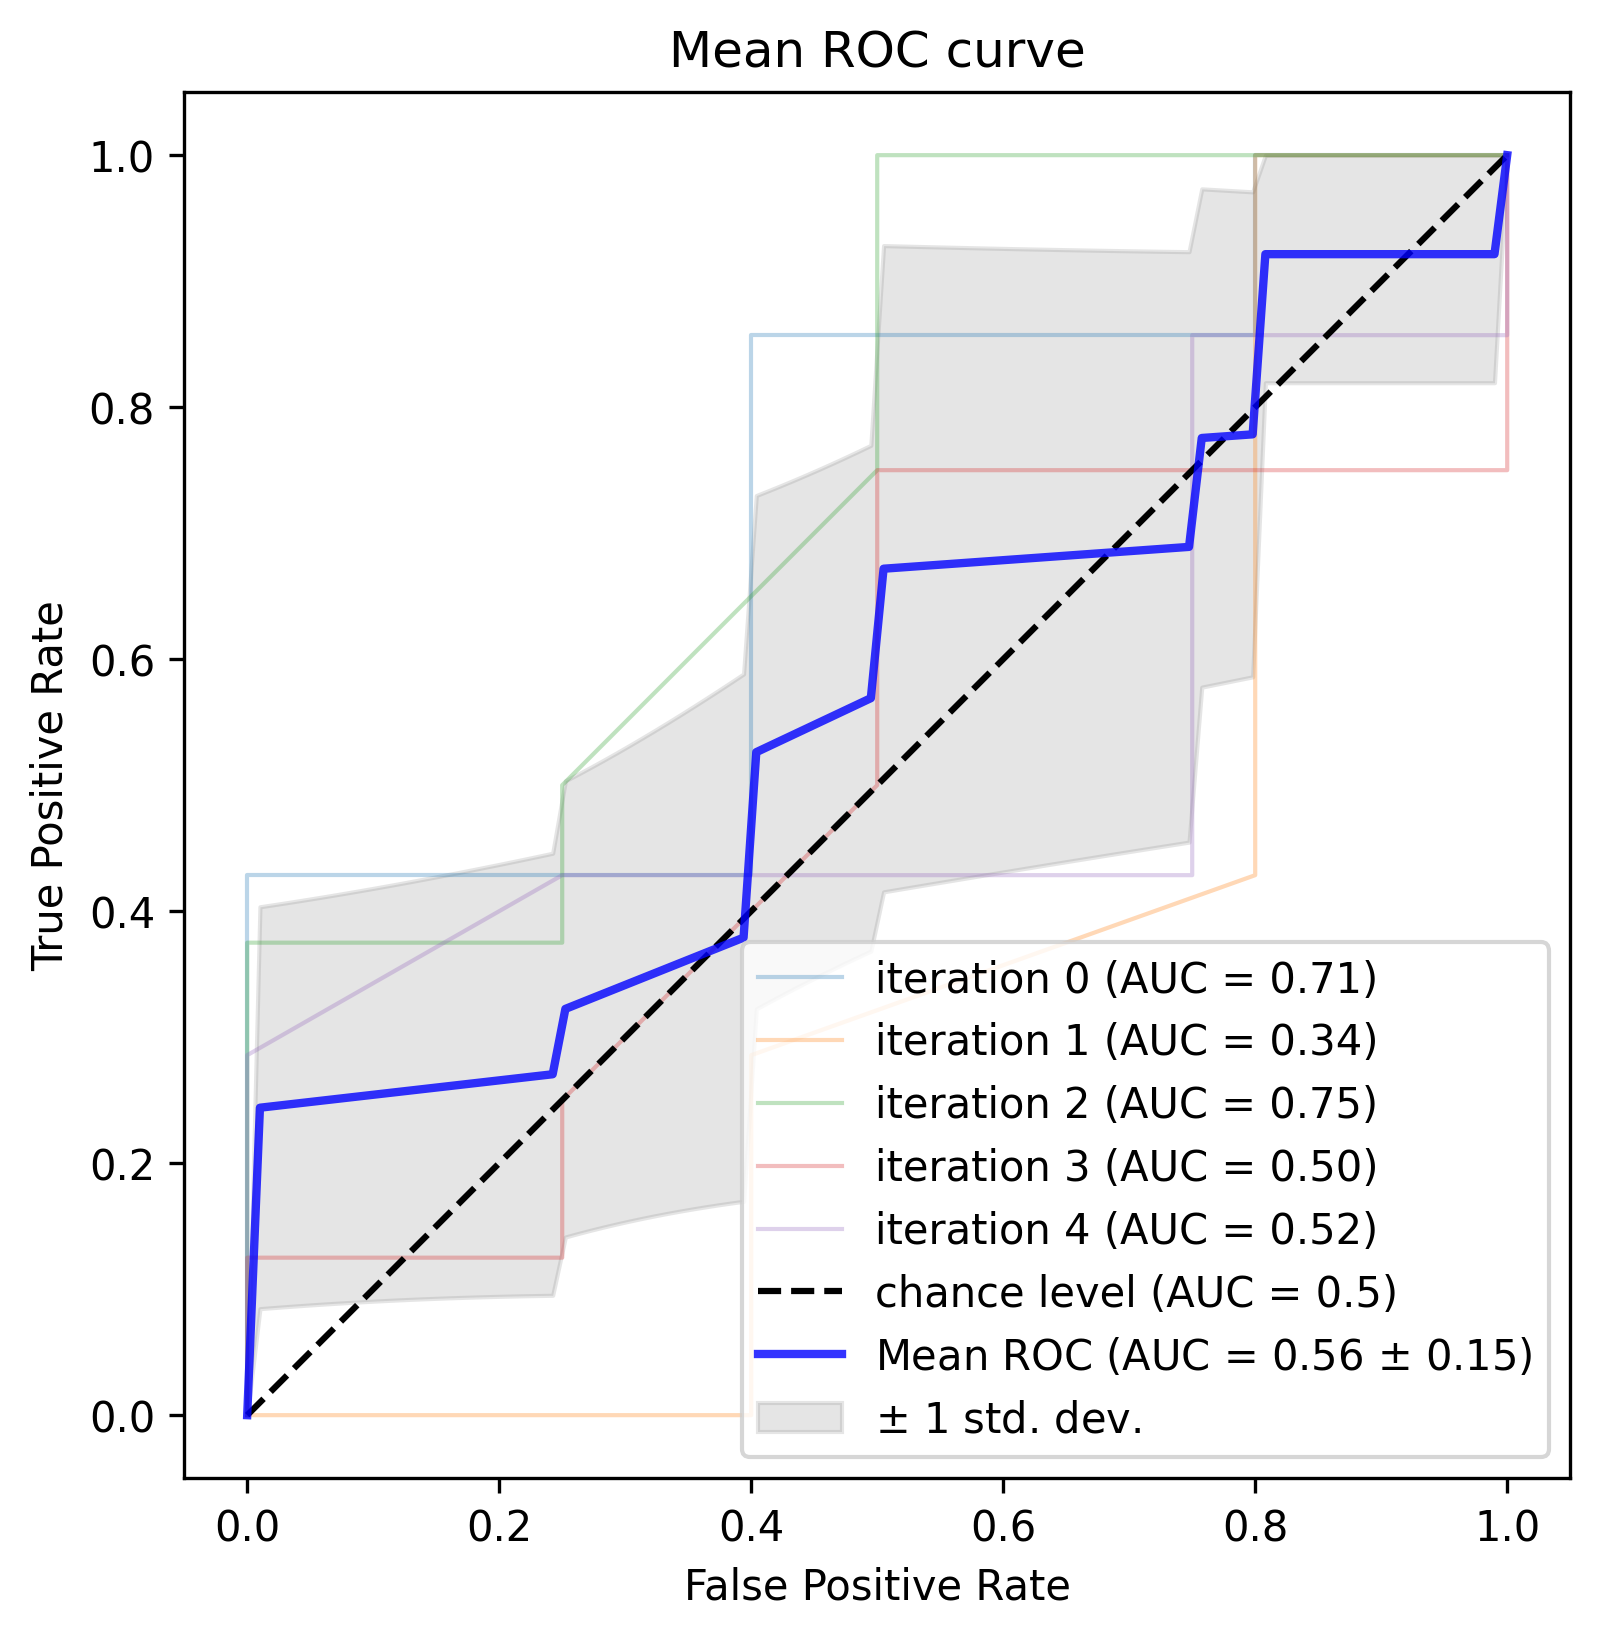 Mean ROC curve
True Positive Rate
1.0
0.8
0.6
0.4
0.2
0.0
iteration 0 (AUC = 0.71)
iteration 1 (AUC = 0.34)
iteration 2 (AUC = 0.75)
iteration 3 (AUC = 0.50)
iteration 4 (AUC = 0.52)
chance level (AUC = 0.5)
Mean ROC (AUC = 0.56 ± 0.15)
± 1 std. dev.
0.0 0.2 0.4 0.6 0.8 1.0
False Positive Rate